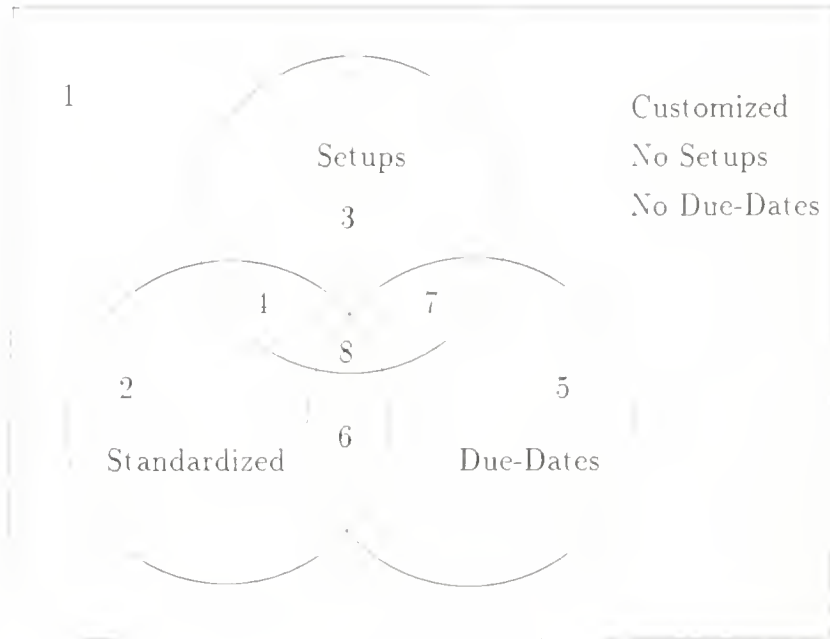 1
Customized
No Setups
No Due-Dates
Setups
3
4 7
8
2 5
6
Standardized Due-Dates